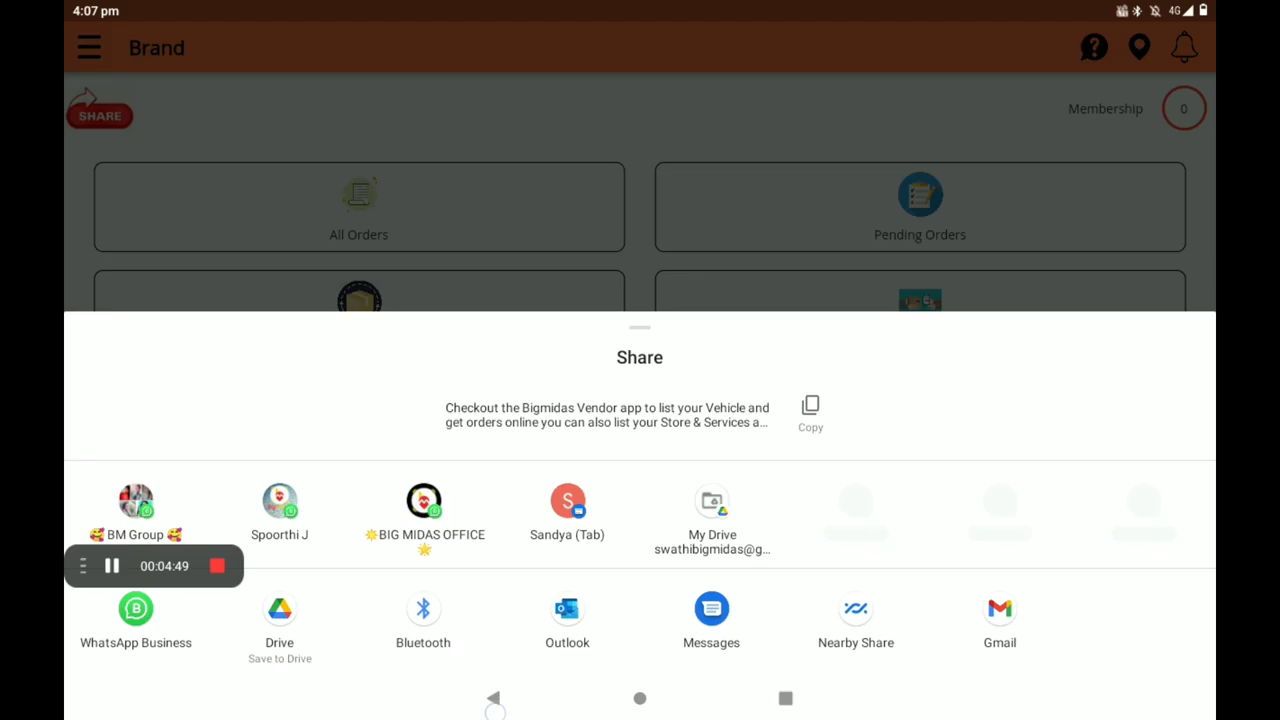 4:07 pm
4G
Brand
SHARE
Membership
0
All Orders
Pending Orders
Share
Checkout the Bigmidas Vendor app to list your Vehicle and
get orders online you can also list your Store & Services a...
Copy
🥰 BM Group 🥰
Spoorthi J
🌟BIG MIDAS OFFICE
🌟
S
Sandya (Tab)
My Drive
swathibigmidas@g...
00:04:49
WhatsApp Business
Drive
Save to Drive
Bluetooth
Outlook
Messages
Nearby Share
Gmail